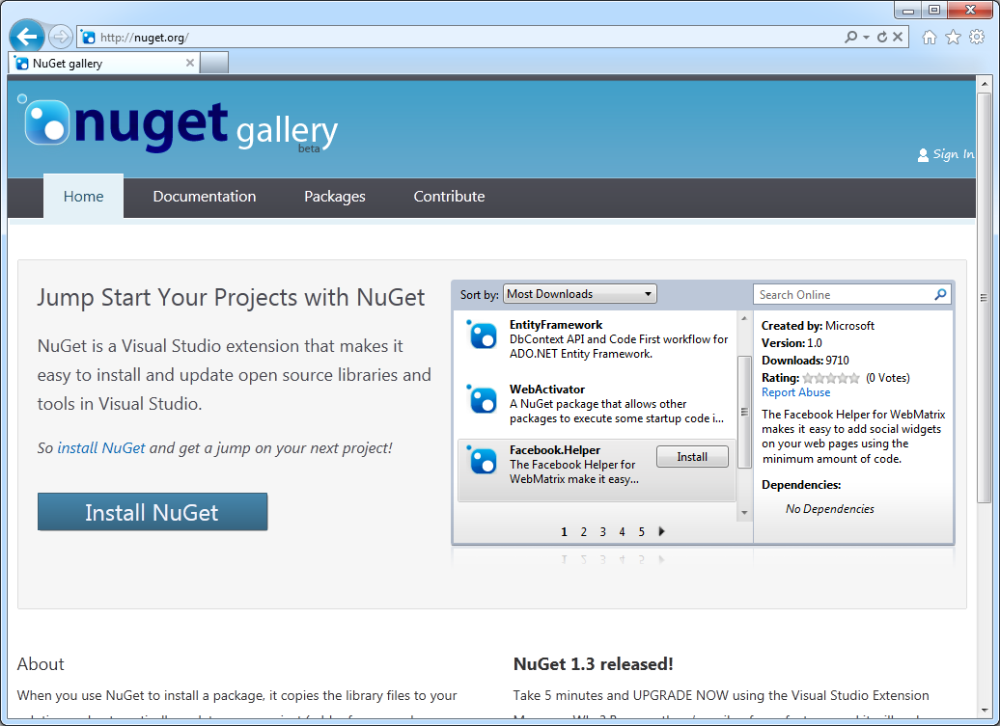 http://nuget.org/
NuGet gallery
nuget gallery
beta
Sign In
Home
Documentation
Packages
Contribute
Jump Start Your Projects with NuGet
NuGet is a Visual Studio extension that makes it
easy to install and update open source libraries and
tools in Visual Studio.
So install NuGet and get a jump on your next project!
Install NuGet
Sort by: Most Downloads
Search Online
EntityFramework
DbContext API and Code First workflow for
ADO.NET Entity Framework.
WebActivator
A NuGet package that allows other
packages to execute some startup code i...
Facebook.Helper
The Facebook Helper for
WebMatrix make it easy...
Install
1 2 3 4 5
Created by: Microsoft
Version: 1.0
Downloads: 9710
Rating: (0 Votes)
Report Abuse
The Facebook Helper for WebMatrix
makes it easy to add social widgets
on your web pages using the
minimum amount of code.
Dependencies:
No Dependencies
About
When you use NuGet to install a package, it copies the library files to your
NuGet 1.3 released!
Take 5 minutes and UPGRADE NOW using the Visual Studio Extension